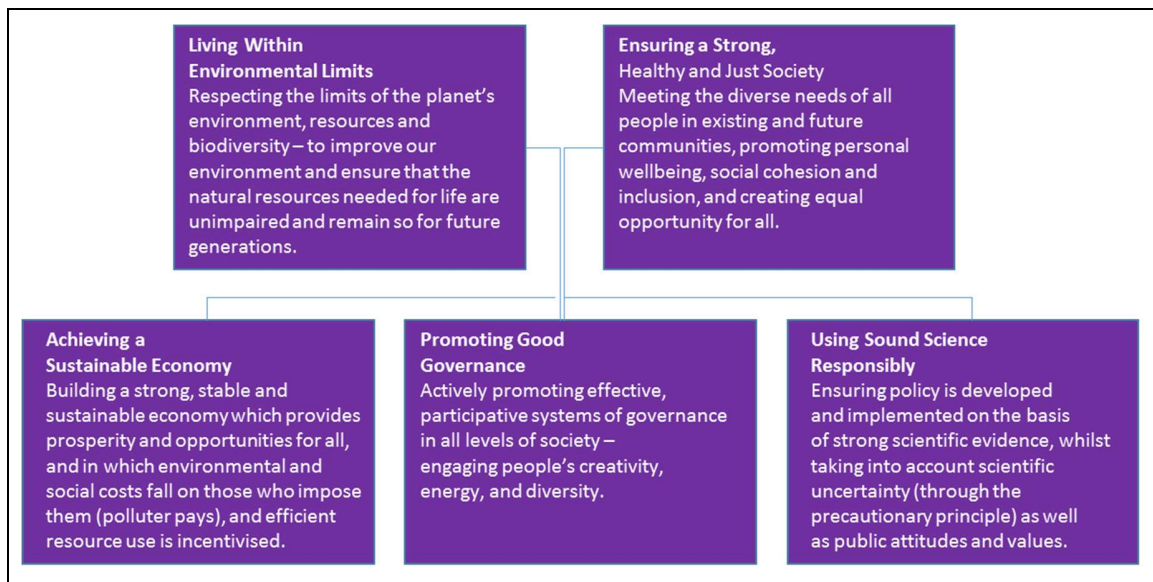 Living Within
Environmental Limits
Respecting the limits of the planet’s
environment, resources and
biodiversity – to improve our
environment and ensure that the
natural resources needed for life are
unimpaired and remain so for future
generations.
Ensuring a Strong,
Healthy and Just Society
Meeting the diverse needs of all
people in existing and future
communities, promoting personal
wellbeing, social cohesion and
inclusion, and creating equal
opportunity for all.
Achieving a
Sustainable Economy
Building a strong, stable and
sustainable economy which provides
prosperity and opportunities for all,
and in which environmental and
social costs fall on those who impose
them (polluter pays), and efficient
resource use is incentivised.
Promoting Good
Governance
Actively promoting effective,
participative systems of governance
in all levels of society –
engaging people’s creativity,
energy, and diversity.
Using Sound Science
Responsibly
Ensuring policy is developed
and implemented on the basis
of strong scientific evidence, whilst
taking into account scientific
uncertainty (through the
precautionary principle) as well
as public attitudes and values.